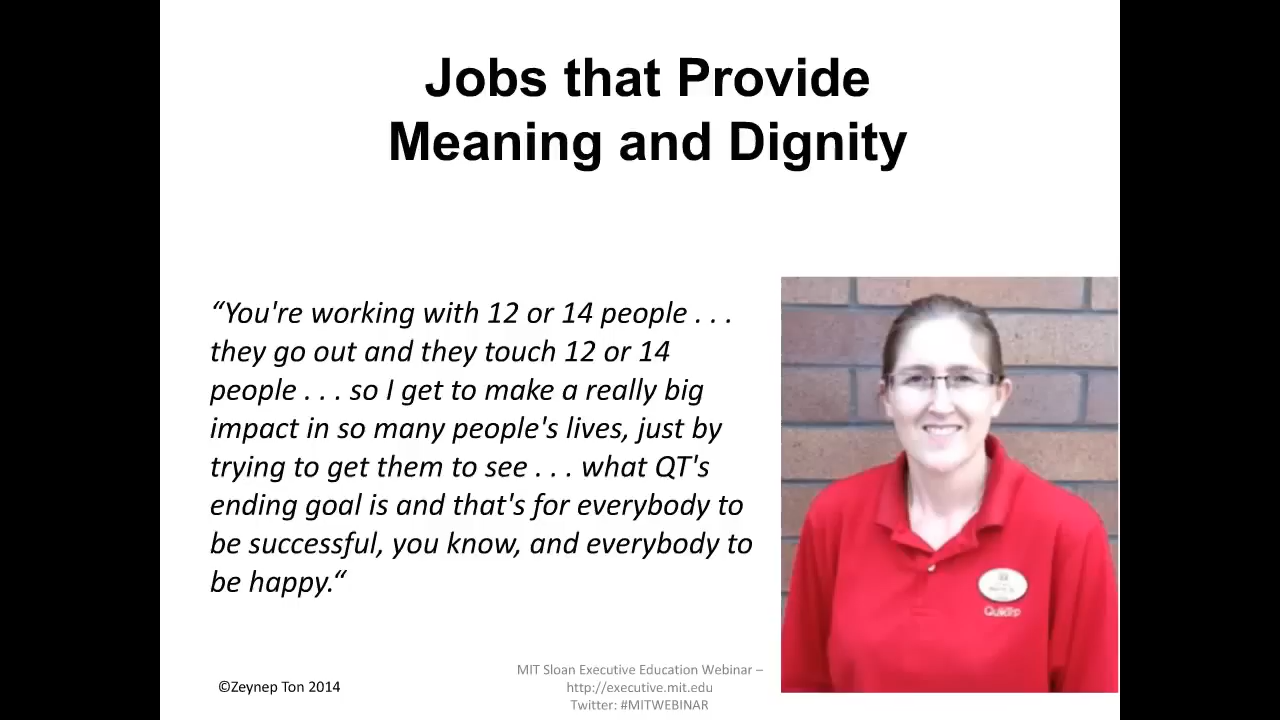 Jobs that Provide
Meaning and Dignity
“You're working with 12 or 14 people . . .
they go out and they touch 12 or 14
people . . . so I get to make a really big
impact in so many people's lives, just by
trying to get them to see . . . what QT's
ending goal is and that's for everybody to
be successful, you know, and everybody to
be happy.“
QuikTrip
©Zeynep Ton 2014
MIT Sloan Executive Education Webinar –
http://executive.mit.edu
Twitter: #MITWEBINAR